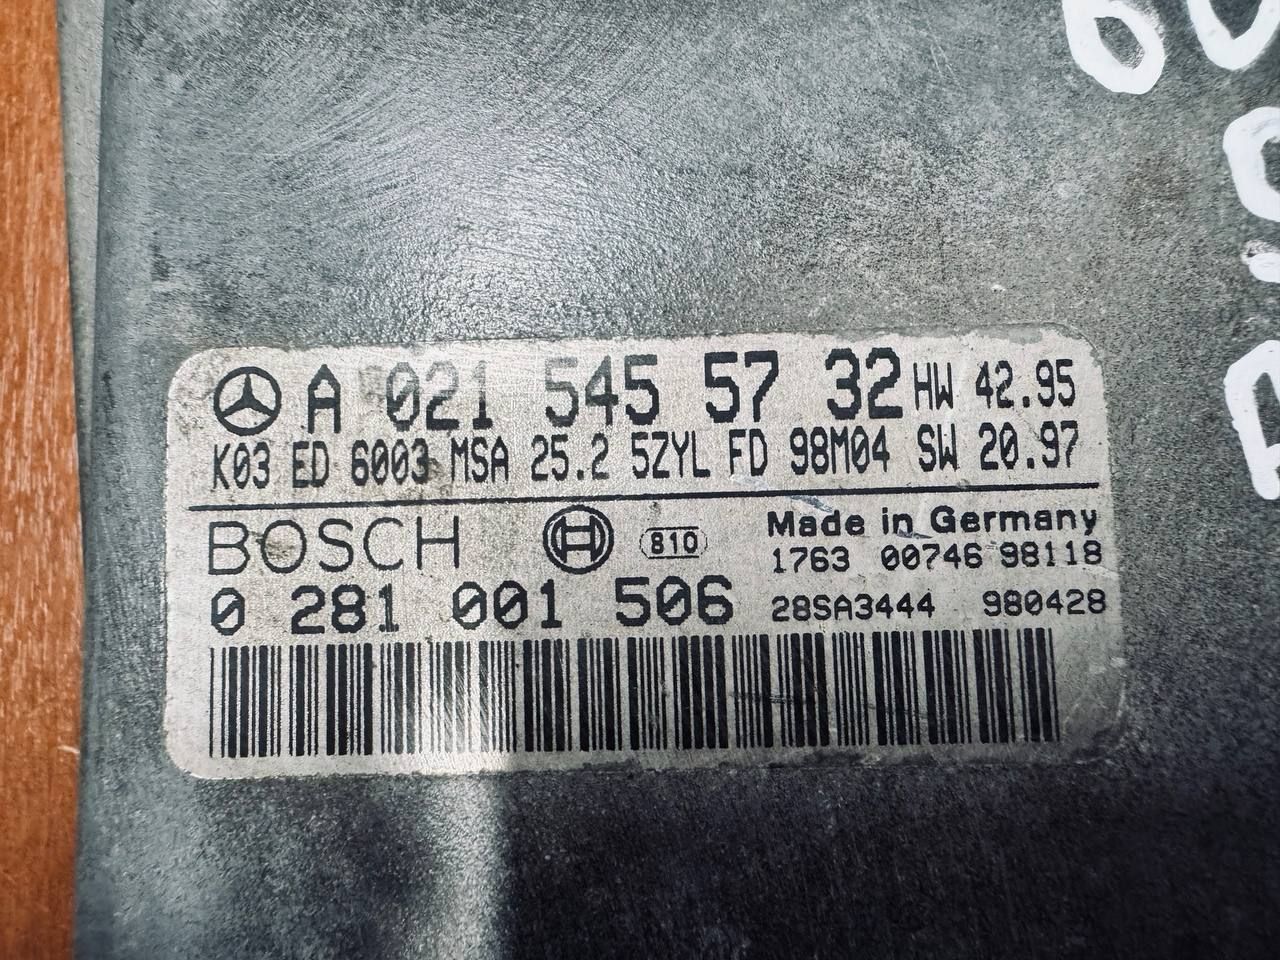 A 021 545 57 32 HW 42.95
K03 ED 6003 MSA 25.2 5ZYL FD 98M04 SW 20.97
BOSCH 810 Made in Germany
1763 00746 98118
0 281 001 506 28SA3444 980428
60